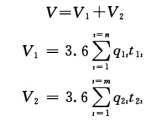 V=V₁+V₂
V₁ = 3.6 ∑_{i=1}^{i=n} q₁ᵢt₁ᵢ
V₂ = 3.6 ∑_{i=1}^{i=m} q₂ᵢt₂ᵢ